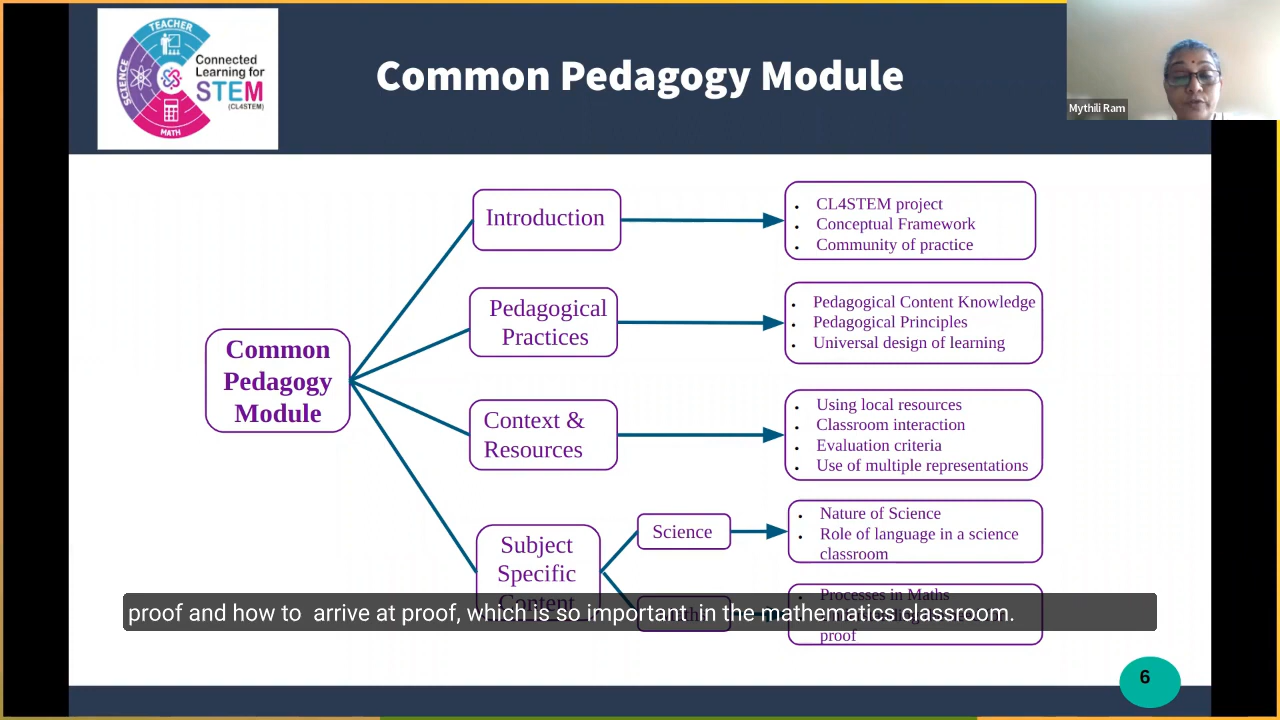 TEACHER
SCIENCE
MATH
Connected
Learning for
STEM
(CL4STEM)
Common Pedagogy Module
Mythili Ram
Common
Pedagogy
Module
Introduction
• CL4STEM project
• Conceptual Framework
• Community of practice
Pedagogical
Practices
• Pedagogical Content Knowledge
• Pedagogical Principles
• Universal design of learning
Context &
Resources
• Using local resources
• Classroom interaction
• Evaluation criteria
• Use of multiple representations
Subject
Specific
Content
Science
• Nature of Science
• Role of language in a science
classroom
• Processes in Maths
proof
proof and how to arrive at proof, which is so important in the mathematics classroom.
6